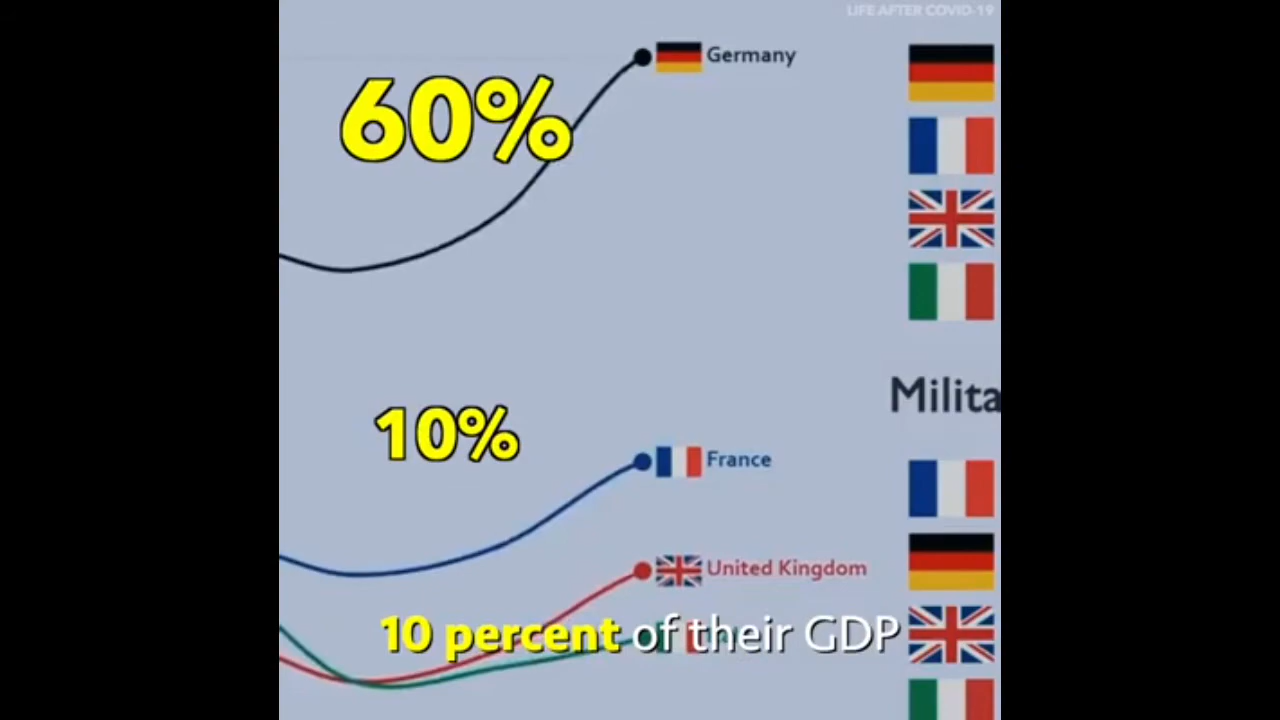 LIFE AFTER COVID-19
Germany
60%
Milita
10%
France
United Kingdom
10 percent of their GDP